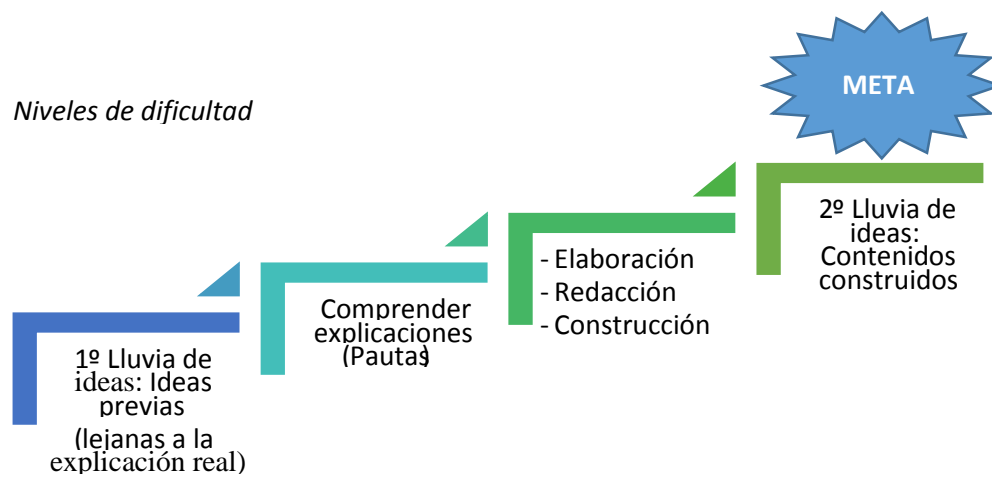 Niveles de dificultad
META
1º Lluvia de
ideas: Ideas
previas
(lejanas a la
explicación real)
Comprender
explicaciones
(Pautas)
- Elaboración
- Redacción
- Construcción
2º Lluvia de
ideas:
Contenidos
construidos